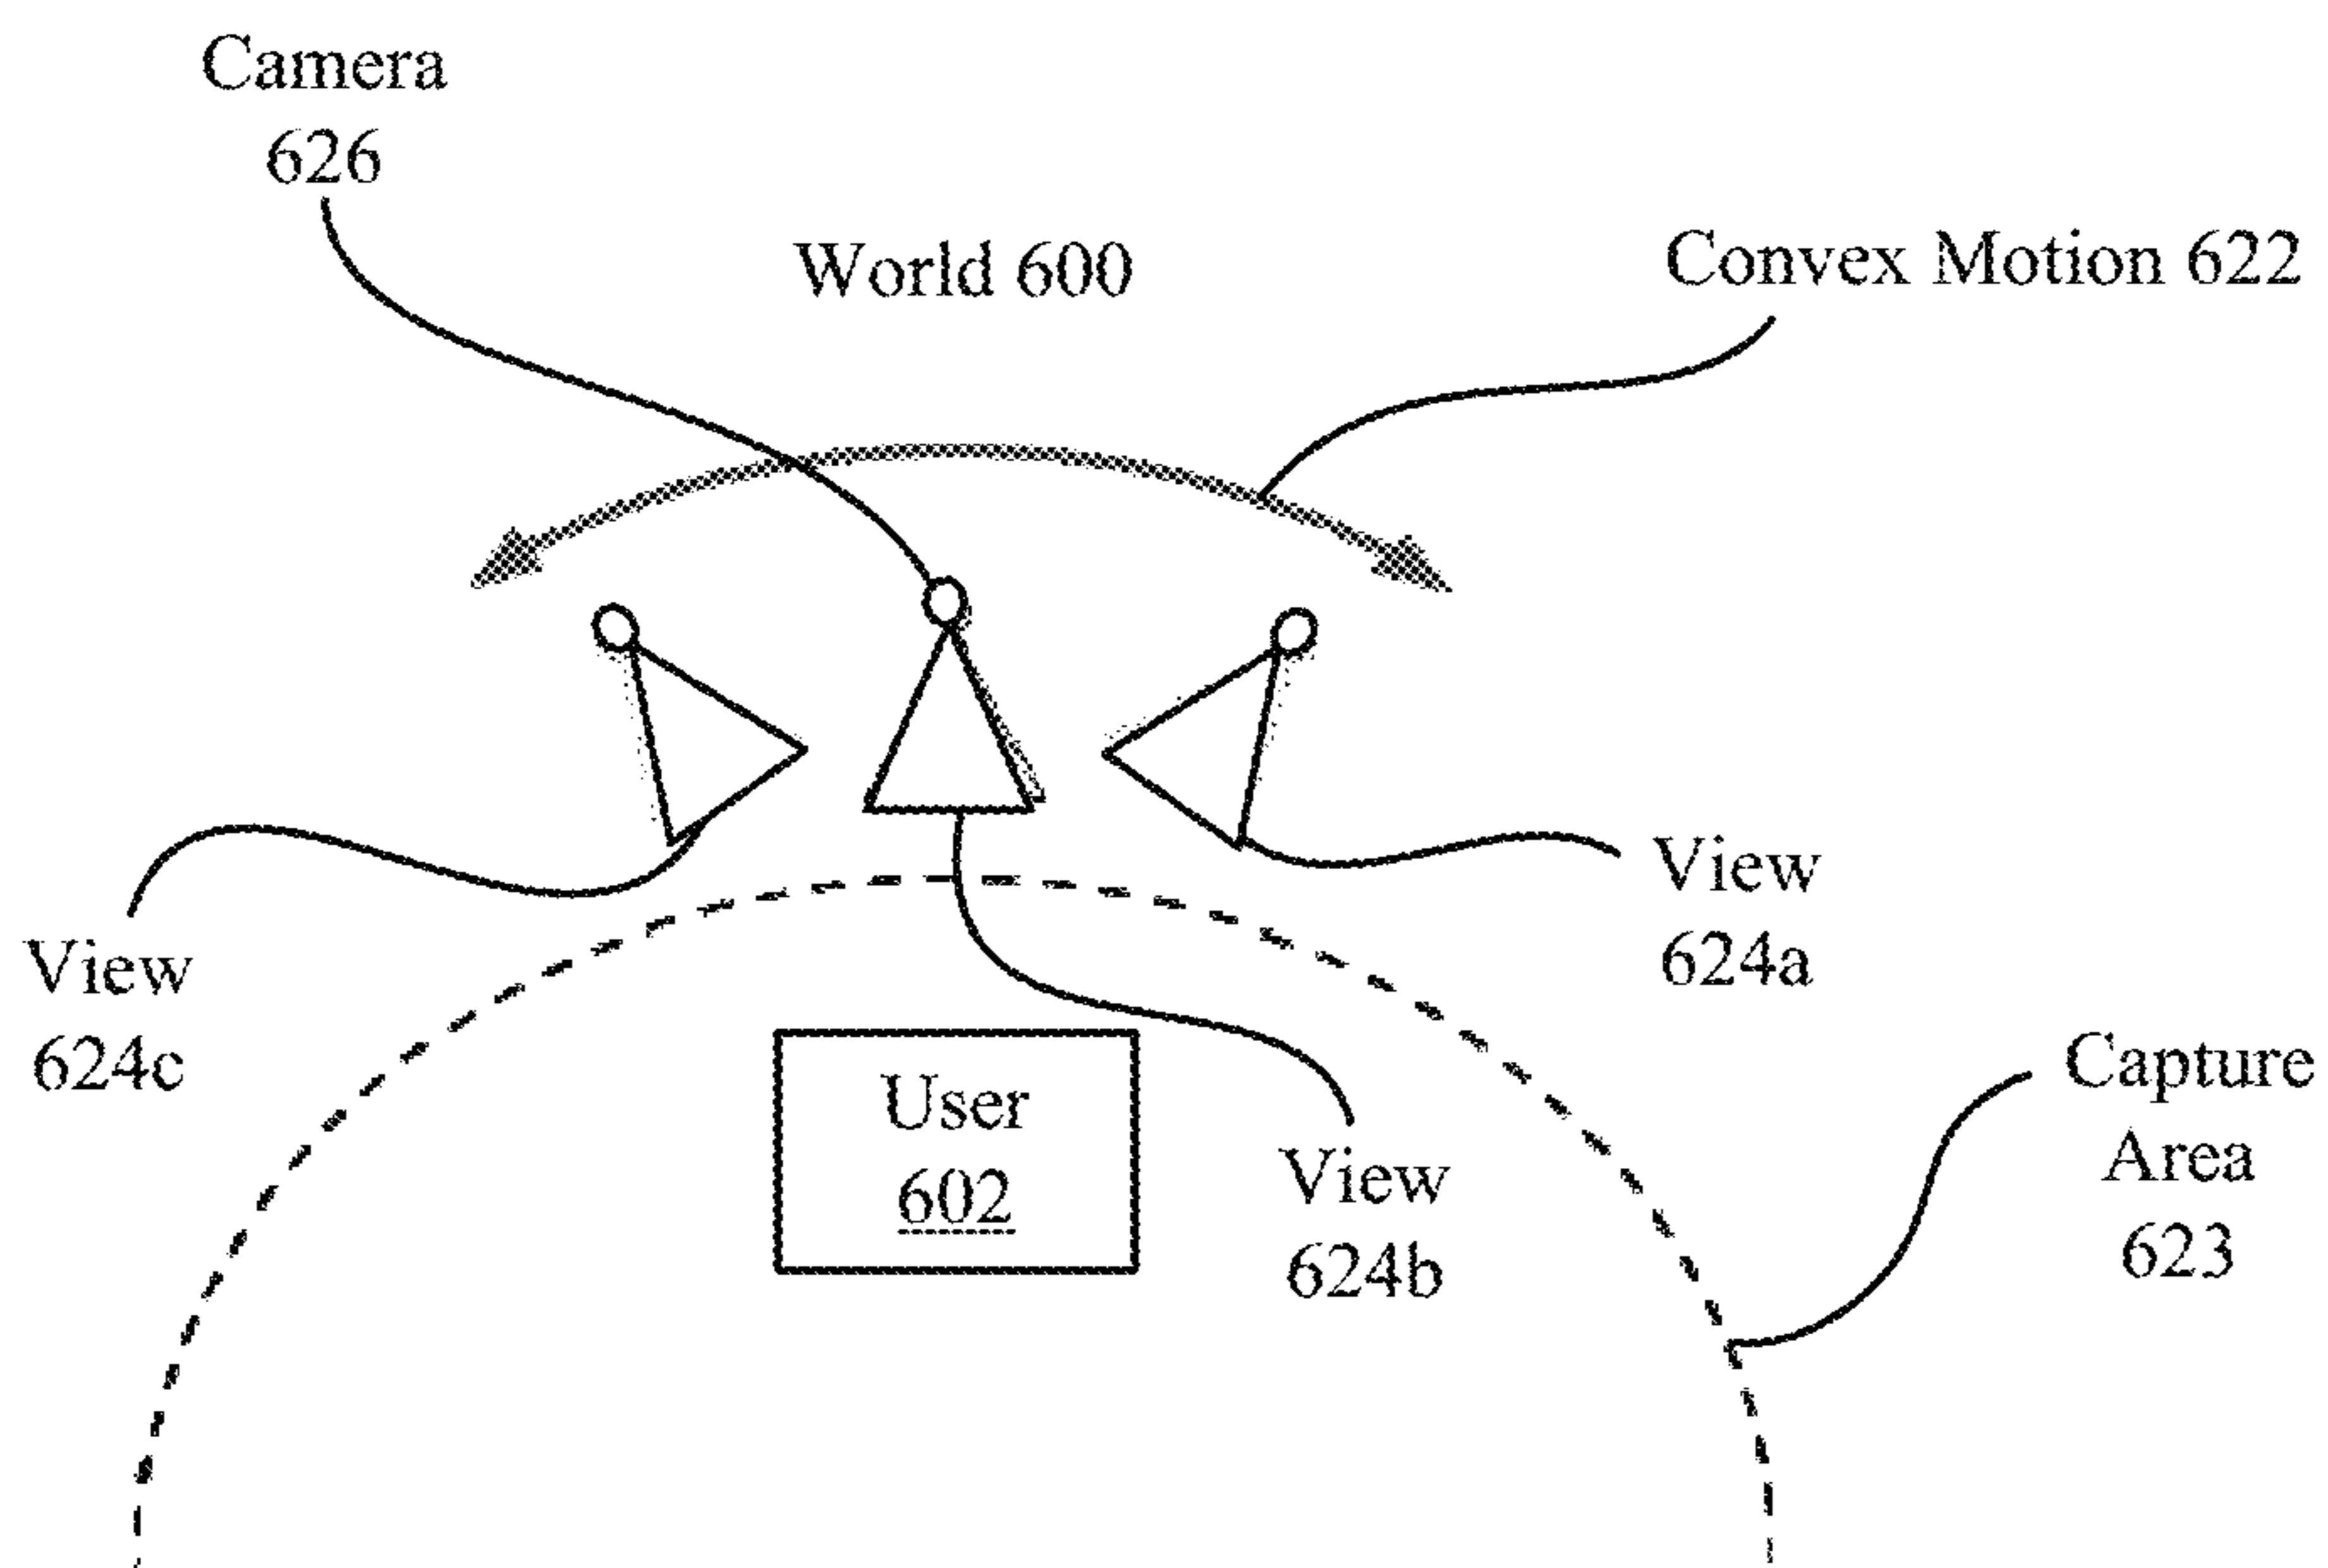 Camera
626
World 600
Convex Motion 622
View
624a
View
624c
Capture
Area
623
User
602
View
624b